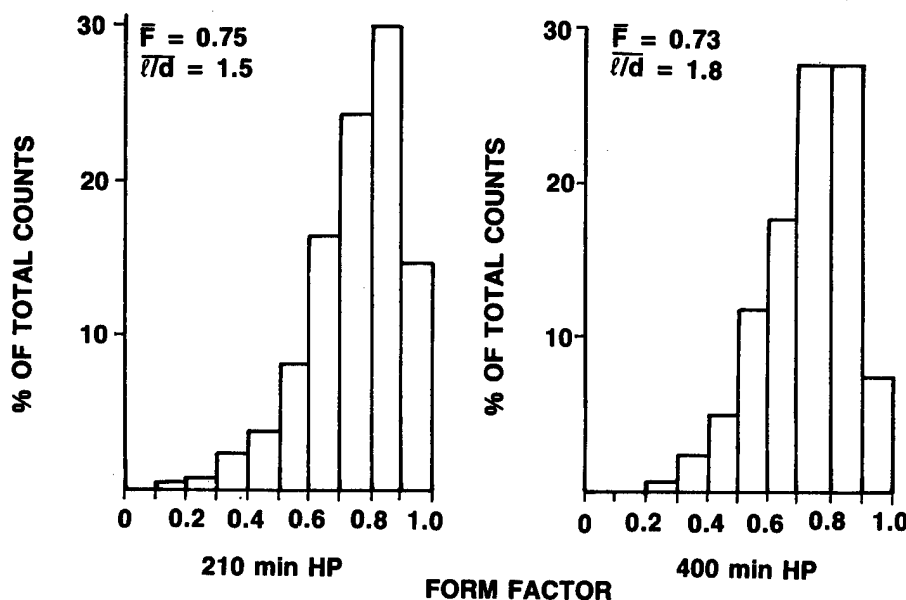 % OF TOTAL COUNTS
30
20
10
F̅ = 0.75
ℓ/d = 1.5
0 0.2 0.4 0.6 0.8 1.0
210 min HP
% OF TOTAL COUNTS
30
20
10
F̅ = 0.73
ℓ/d = 1.8
0 0.2 0.4 0.6 0.8 1.0
400 min HP
FORM FACTOR